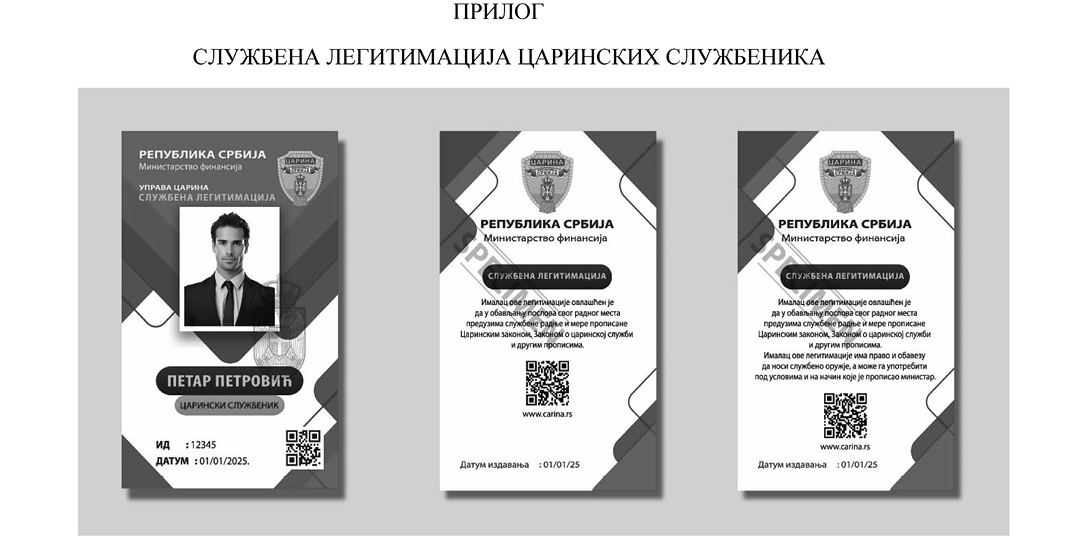 ПРИЛОГ
СЛУЖБЕНА ЛЕГИТИМАЦИЈА ЦАРИНСКИХ СЛУЖБЕНИКА
РЕПУБЛИКА СРБИЈА
Министарство финансија
УПРАВА ЦАРИНА
СЛУЖБЕНА ЛЕГИТИМАЦИЈА
ЦАРИНА
ПЕТАР ПЕТРОВИЋ
ЦАРИНСКИ СЛУЖБЕНИК
ИД : 12345
ДАТУМ : 01/01/2025.
ЦАРИНА
РЕПУБЛИКА СРБИЈА
Министарство финансија
SPECIMEN
СЛУЖБЕНА ЛЕГИТИМАЦИЈА
Ималац ове легитимације овлашћен је
да у обављању послова свог радног места
предузима службене радње и мере прописане
Царинским законом, Законом о царинској служби
и другим прописима.
www.carina.rs
Датум издавања : 01/01/25
ЦАРИНА
РЕПУБЛИКА СРБИЈА
Министарство финансија
SPECIMEN
СЛУЖБЕНА ЛЕГИТИМАЦИЈА
Ималац ове легитимације овлашћен је
да у обављању послова свог радног места
предузима службене радње и мере прописане
Царинским законом, Законом о царинској служби
и другим прописима.
Ималац ове легитимације има право и обавезу
да носи службено оружје, а може га употребити
под условима и на начин које је прописао министар.
www.carina.rs
Датум издавања : 01/01/25